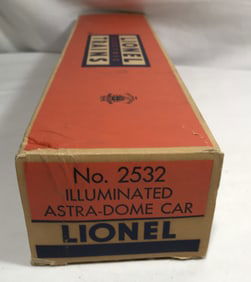 LIONEL
TRAINS
No. 2532
ILLUMINATED
ASTRA-DOME CAR
LIONEL